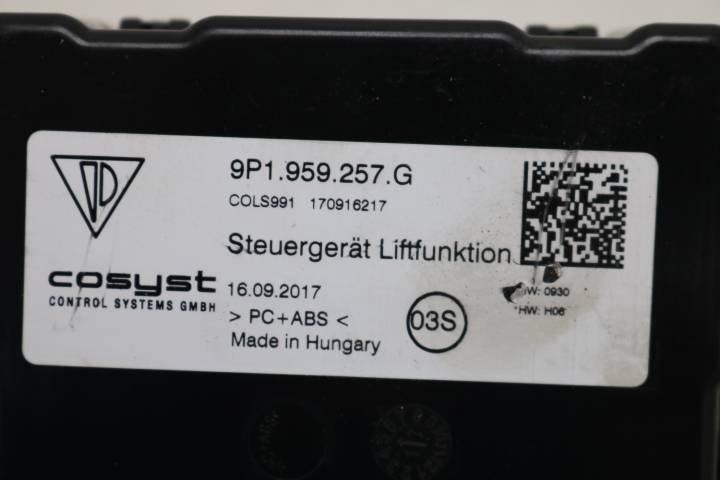 9P1.959.257.G
COLS991 170916217
Steuergerät Liftfunktion
cosyst
CONTROL SYSTEMS GMBH
16.09.2017
> PC+ABS <
Made in Hungary
03S
W: 0930
HW: H06